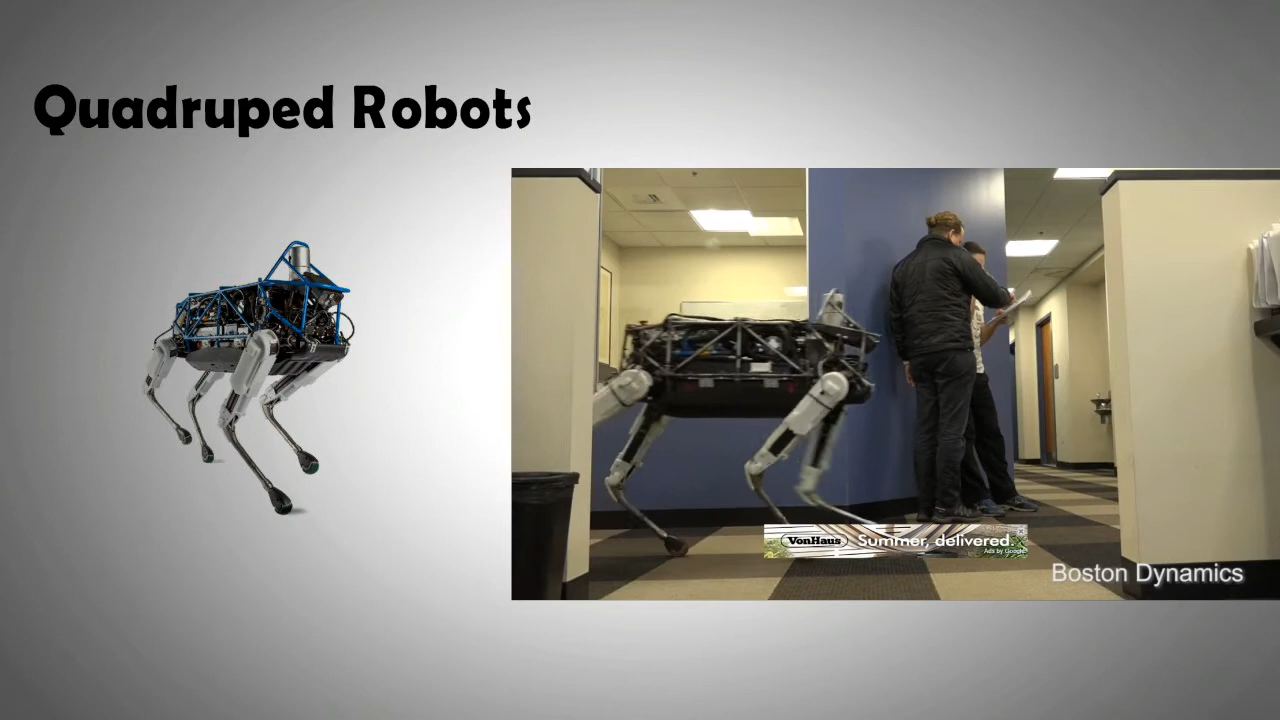 Quadruped Robots
VonHaus Summer, delivered.
Ads by Google
Boston Dynamics